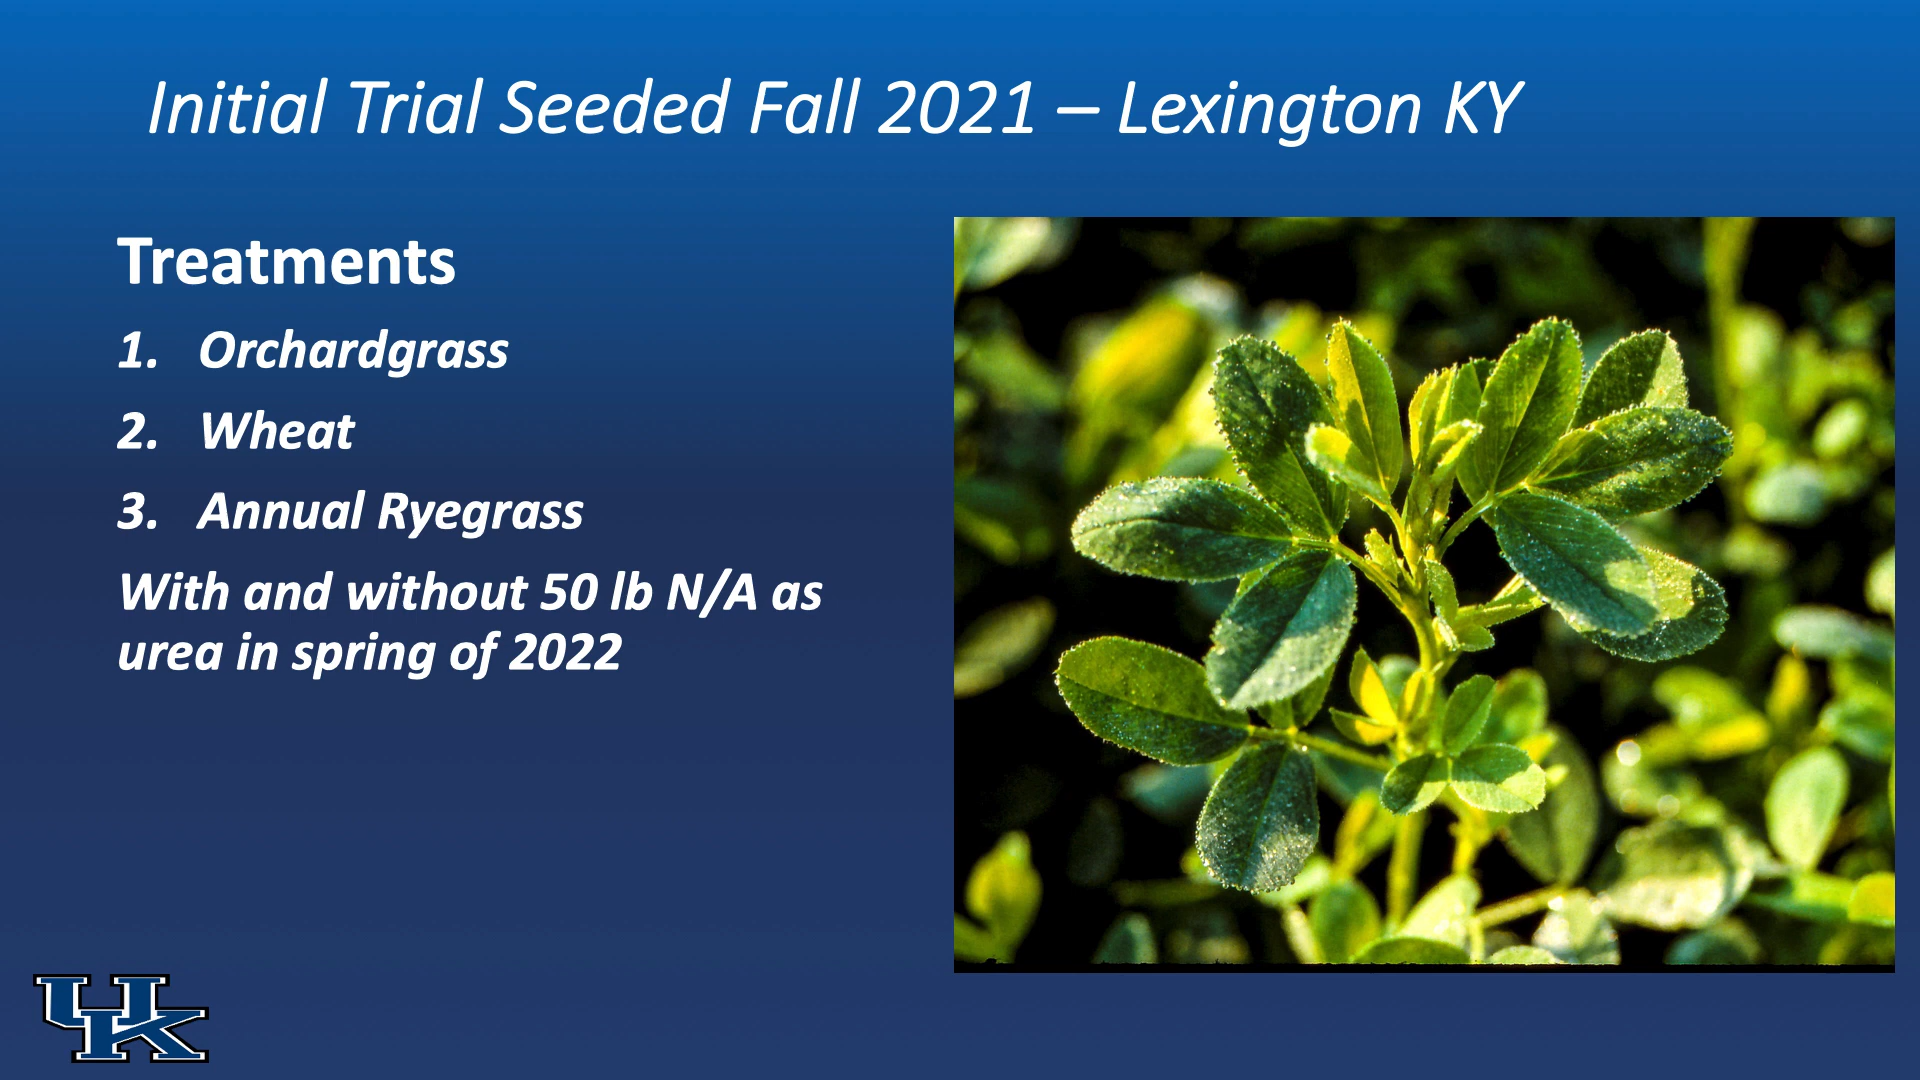 Initial Trial Seeded Fall 2021 – Lexington KY
Treatments
1. Orchardgrass
2. Wheat
3. Annual Ryegrass
With and without 50 lb N/A as
urea in spring of 2022
UK